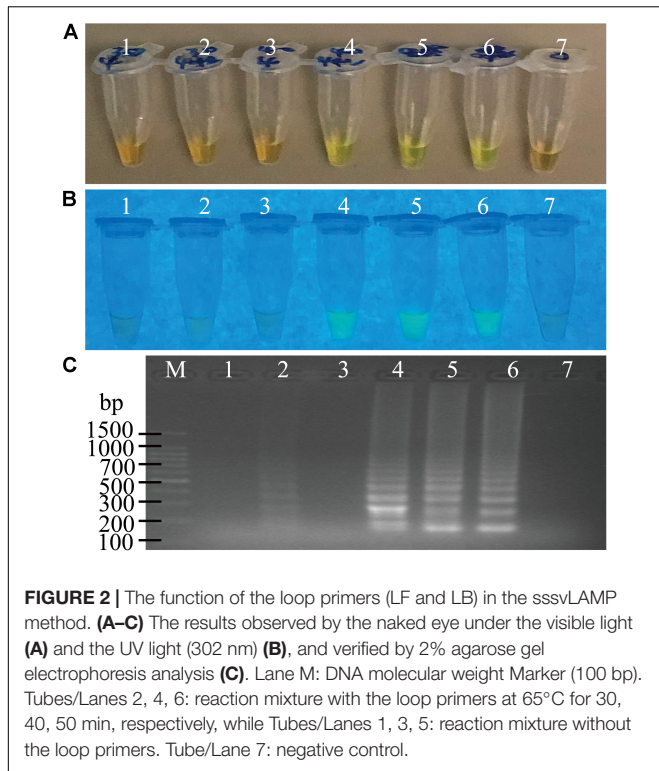 A
1 2 3 4 5 6 7
B
1 2 3 4 5 6 7
C
M 1 2 3 4 5 6 7
bp
1500
1000
700
500
300
200
100
FIGURE 2 | The function of the loop primers (LF and LB) in the sssvLAMP
method. (A–C) The results observed by the naked eye under the visible light
(A) and the UV light (302 nm) (B), and verified by 2% agarose gel
electrophoresis analysis (C). Lane M: DNA molecular weight Marker (100 bp).
Tubes/Lanes 2, 4, 6: reaction mixture with the loop primers at 65°C for 30,
40, 50 min, respectively, while Tubes/Lanes 1, 3, 5: reaction mixture without
the loop primers. Tube/Lane 7: negative control.